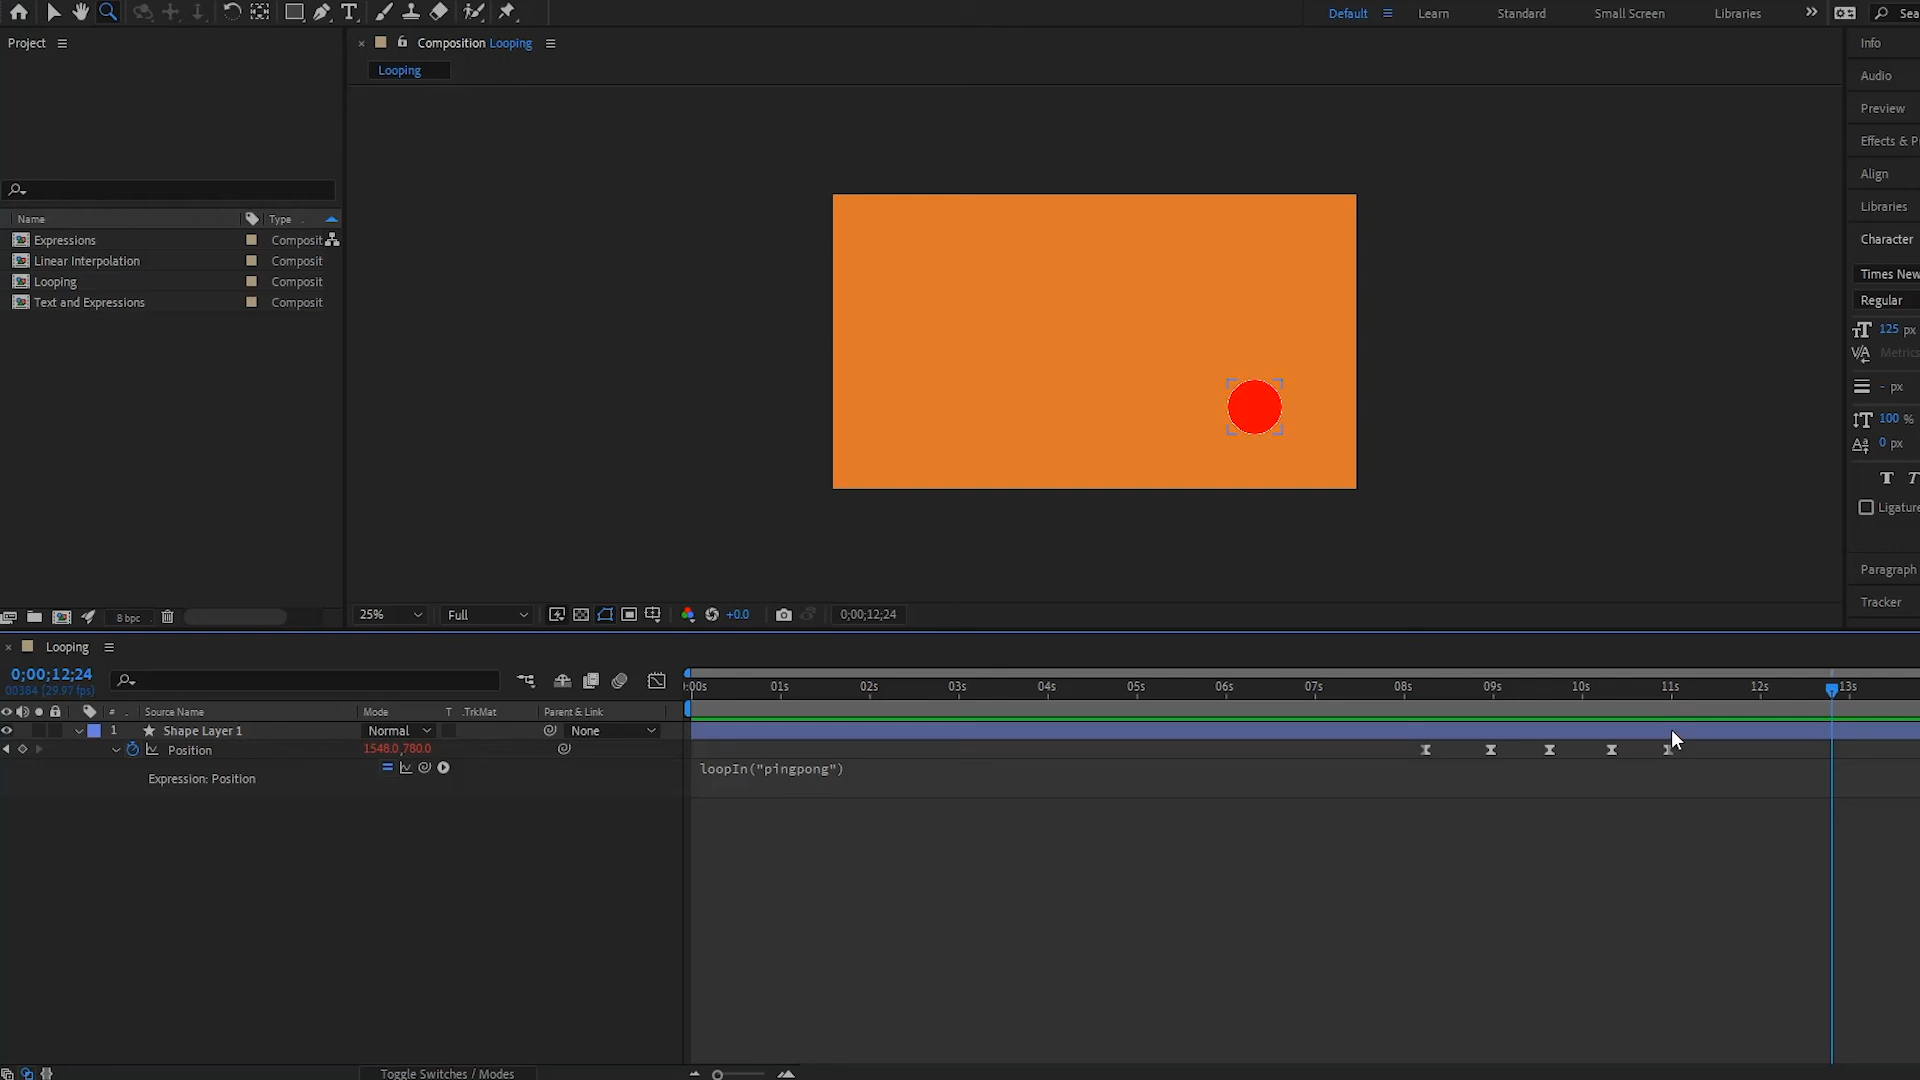 Default
Learn
Standard
Small Screen
Libraries
Sea
Project
Composition Looping
Looping
Info
Audio
Preview
Effects & P
Align
Libraries
Character
Times New
Regular
125 px
Metrics
- px
100 %
0 px
Ligature
Paragraph
Tracker
Name
Type
Expressions
Composit
Linear Interpolation
Composit
Looping
Composit
Text and Expressions
Composit
8 bpc
25%
Full
+0.0
0;00;12;24
Looping
0;00;12;24
00384 (29.97 fps)
:00s 01s 02s 03s 04s 05s 06s 07s 08s 09s 10s 11s 12s 13s
# Source Name
Mode
T .TrkMat
Parent & Link
1 Shape Layer 1
Normal
None
Position
1548.0,780.0
Expression: Position
loopIn("pingpong")
Toggle Switches / Modes